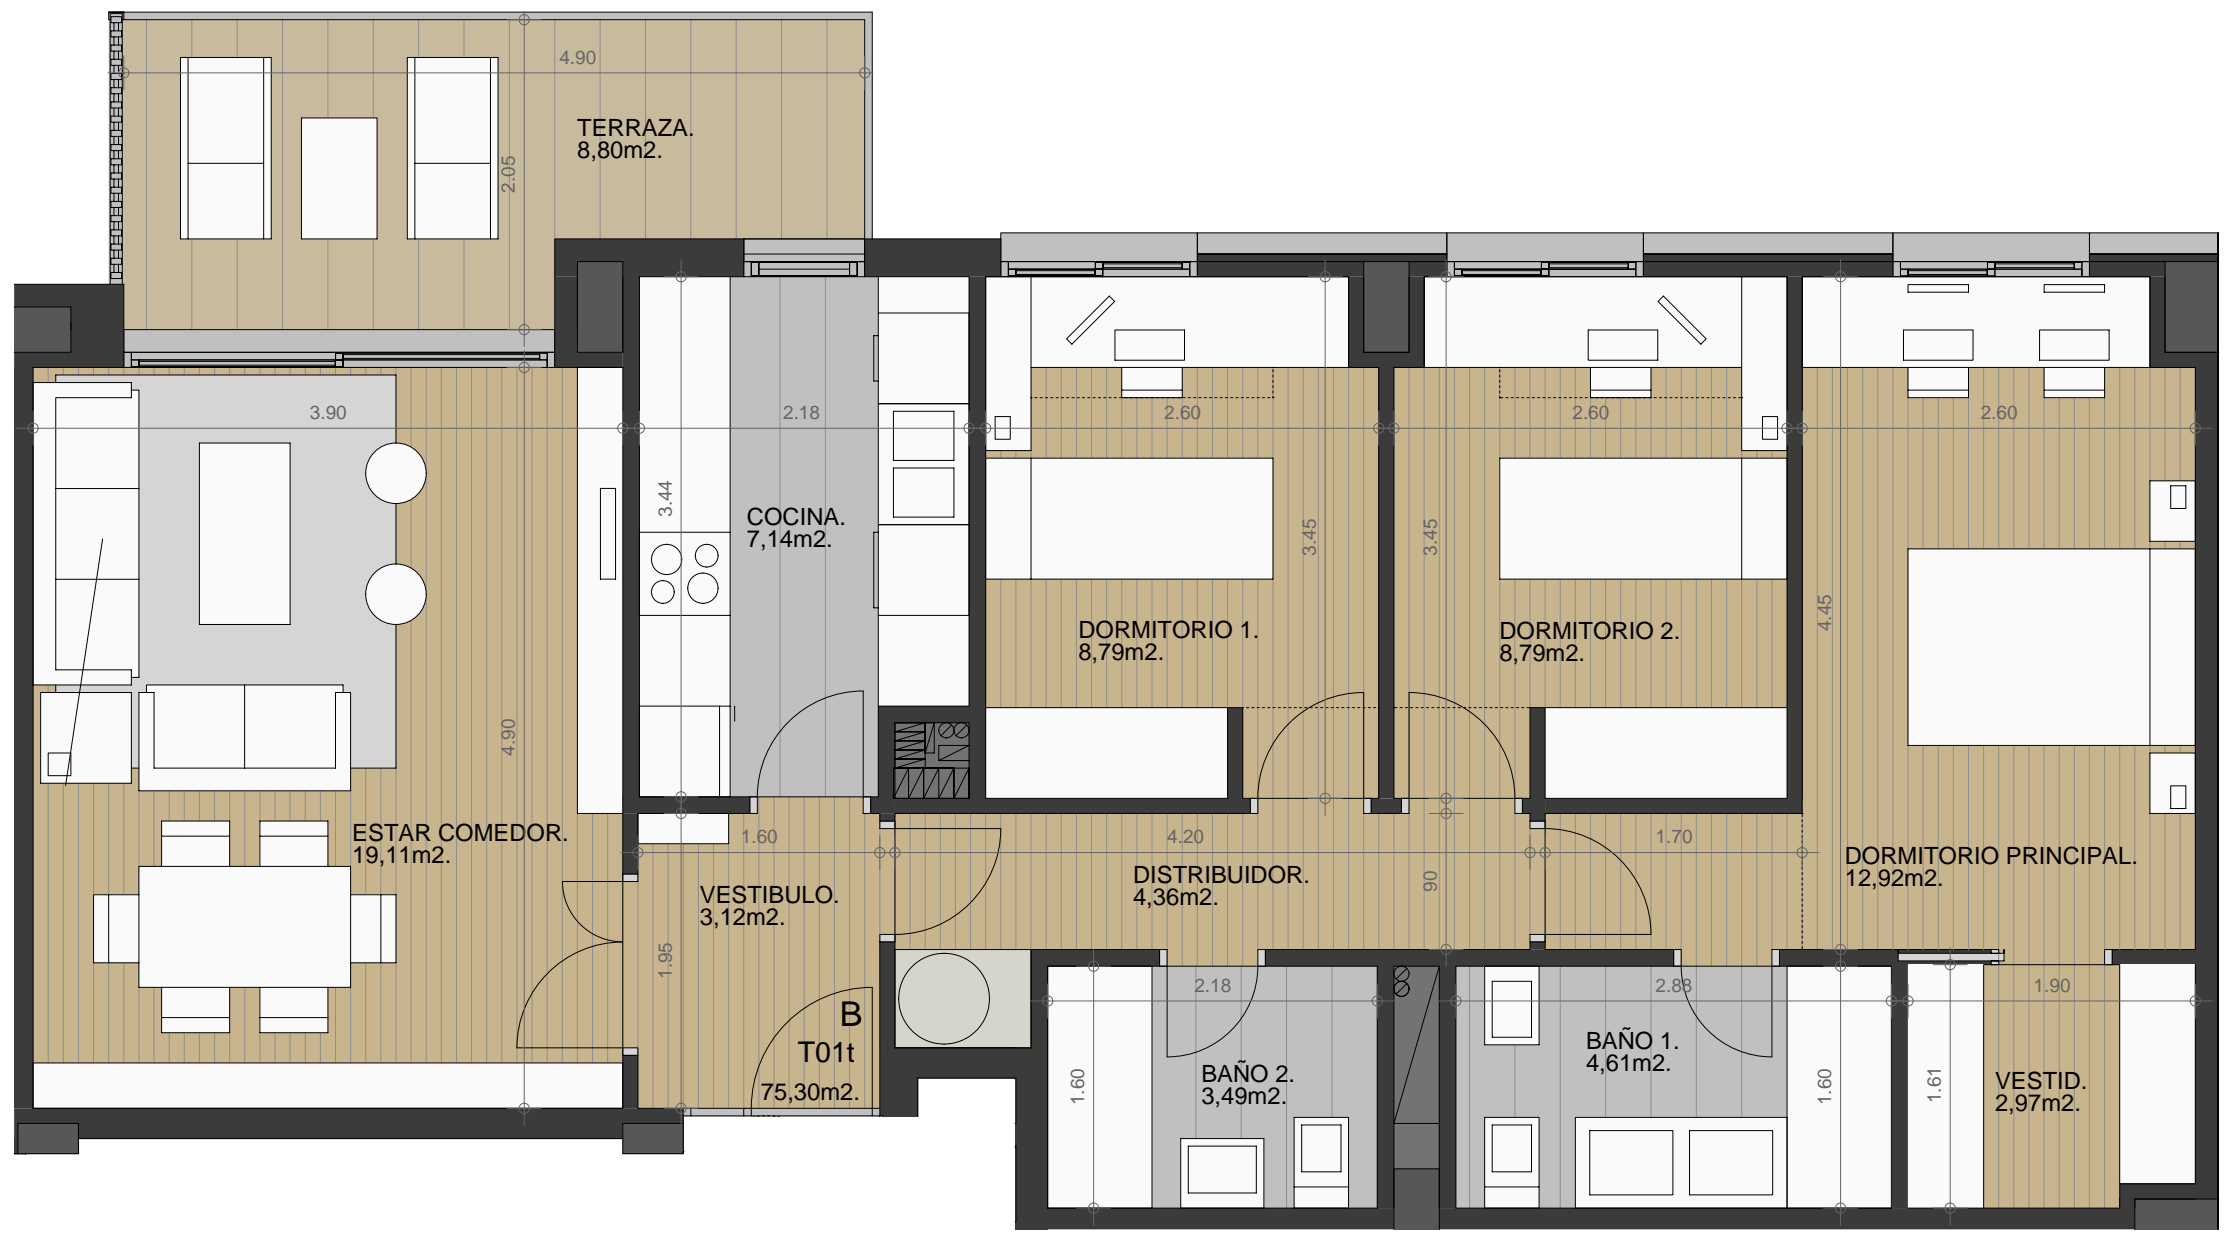 4.90
TERRAZA.
8,80m2.
2.05
3.90
2.18
2.60
2.60
2.60
3.44
COCINA.
7,14m2.
3.45
3.45
4.45
DORMITORIO 1.
8,79m2.
DORMITORIO 2.
8,79m2.
4.90
ESTAR COMEDOR.
19,11m2.
1.60
4.20
1.70
VESTIBULO.
3,12m2.
DISTRIBUIDOR.
4,36m2.
90
DORMITORIO PRINCIPAL.
12,92m2.
1.95
2.18
2.88
1.90
B
T01t
75,30m2.
1.60
BAÑO 2.
3,49m2.
BAÑO 1.
4,61m2.
1.60
1.61
VESTID.
2,97m2.